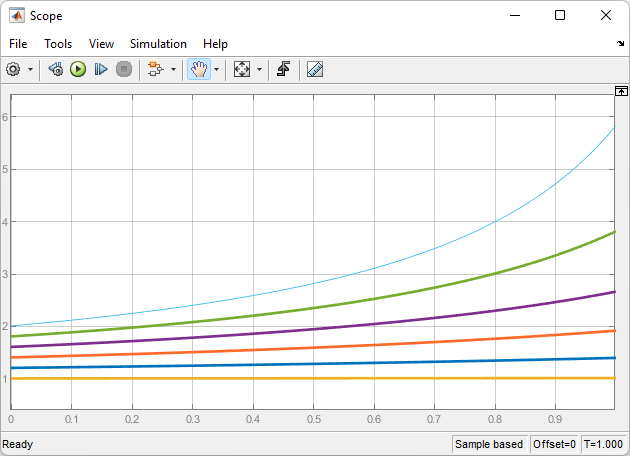 Scope
File Tools View Simulation Help
6
5
4
3
2
1
0 0.1 0.2 0.3 0.4 0.5 0.6 0.7 0.8 0.9
Ready Sample based Offset=0 T=1.000